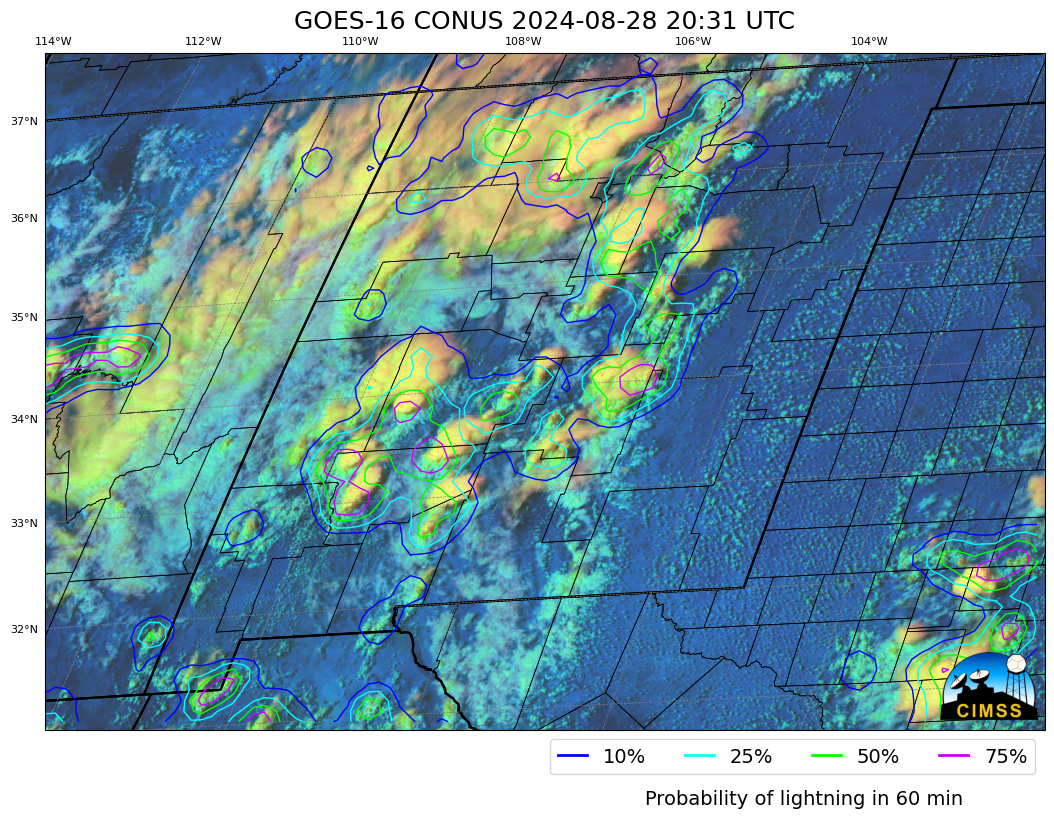 GOES-16 CONUS 2024-08-28 20:31 UTC
114°W 112°W 110°W 108°W 106°W 104°W
37°N
36°N
35°N
34°N
33°N
32°N
CIMSS
10% 25% 50% 75%
Probability of lightning in 60 min